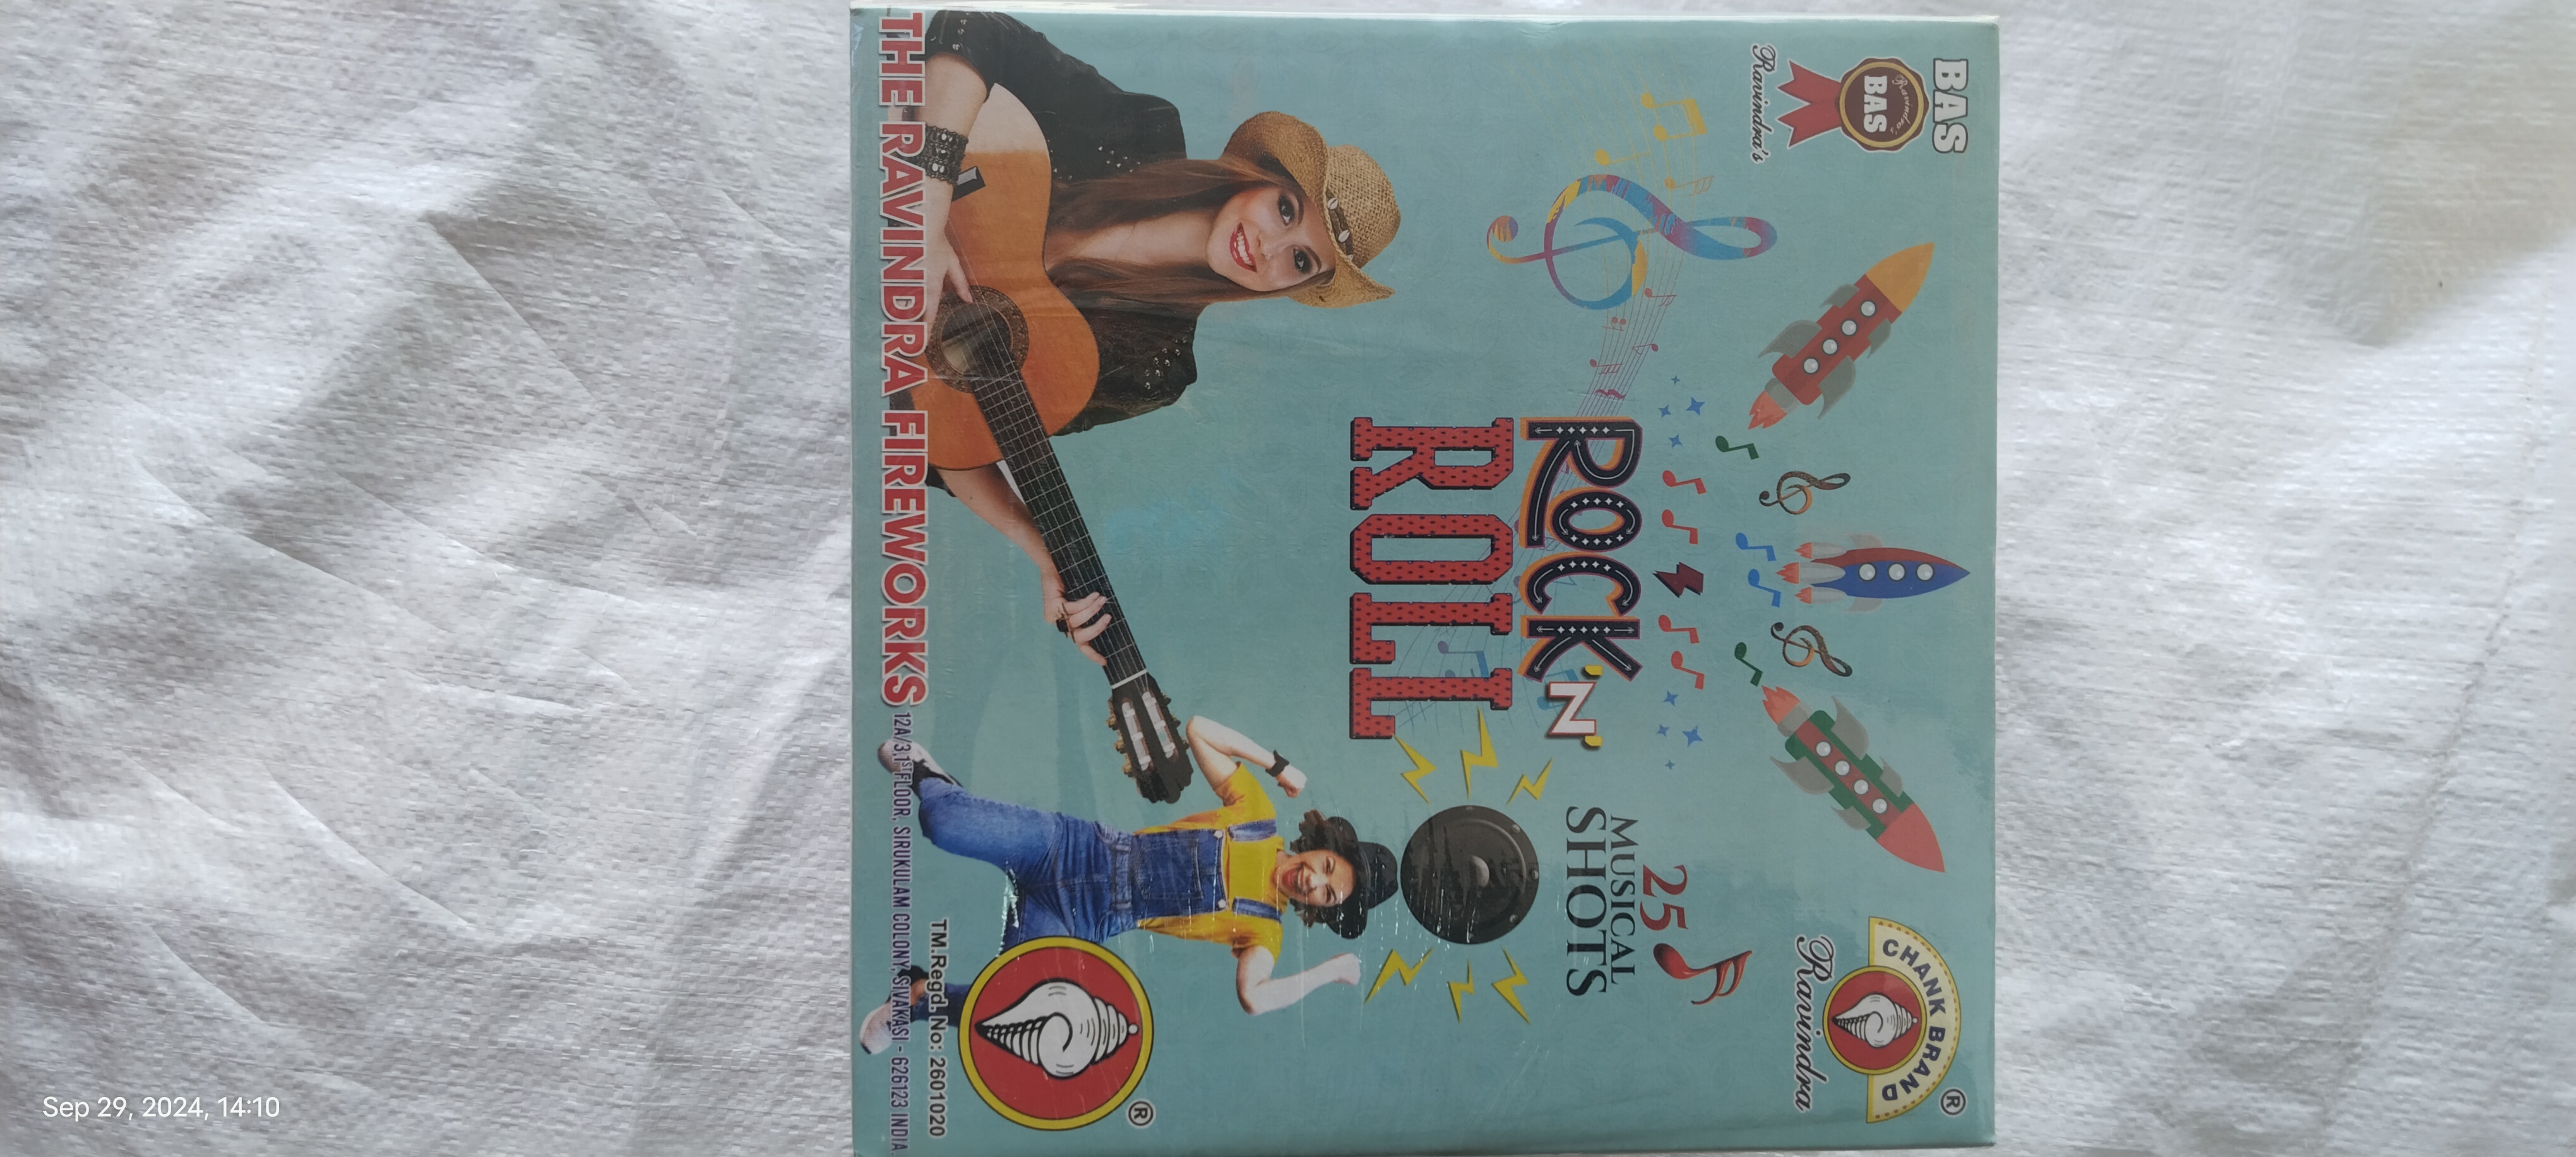 BAS
Ravindra's
BAS
Ravindra's
CHANK BRAND
®
Ravindra
ROCK 'N'
ROLL
25
MUSICAL
SHOTS
®
TM.Regd. No: 2601020
THE RAVINDRA FIREWORKS 12A/3,1ST FLOOR, SIRUKULAM COLONY, SIVAKASI - 626123 INDIA.
Sep 29, 2024, 14:10